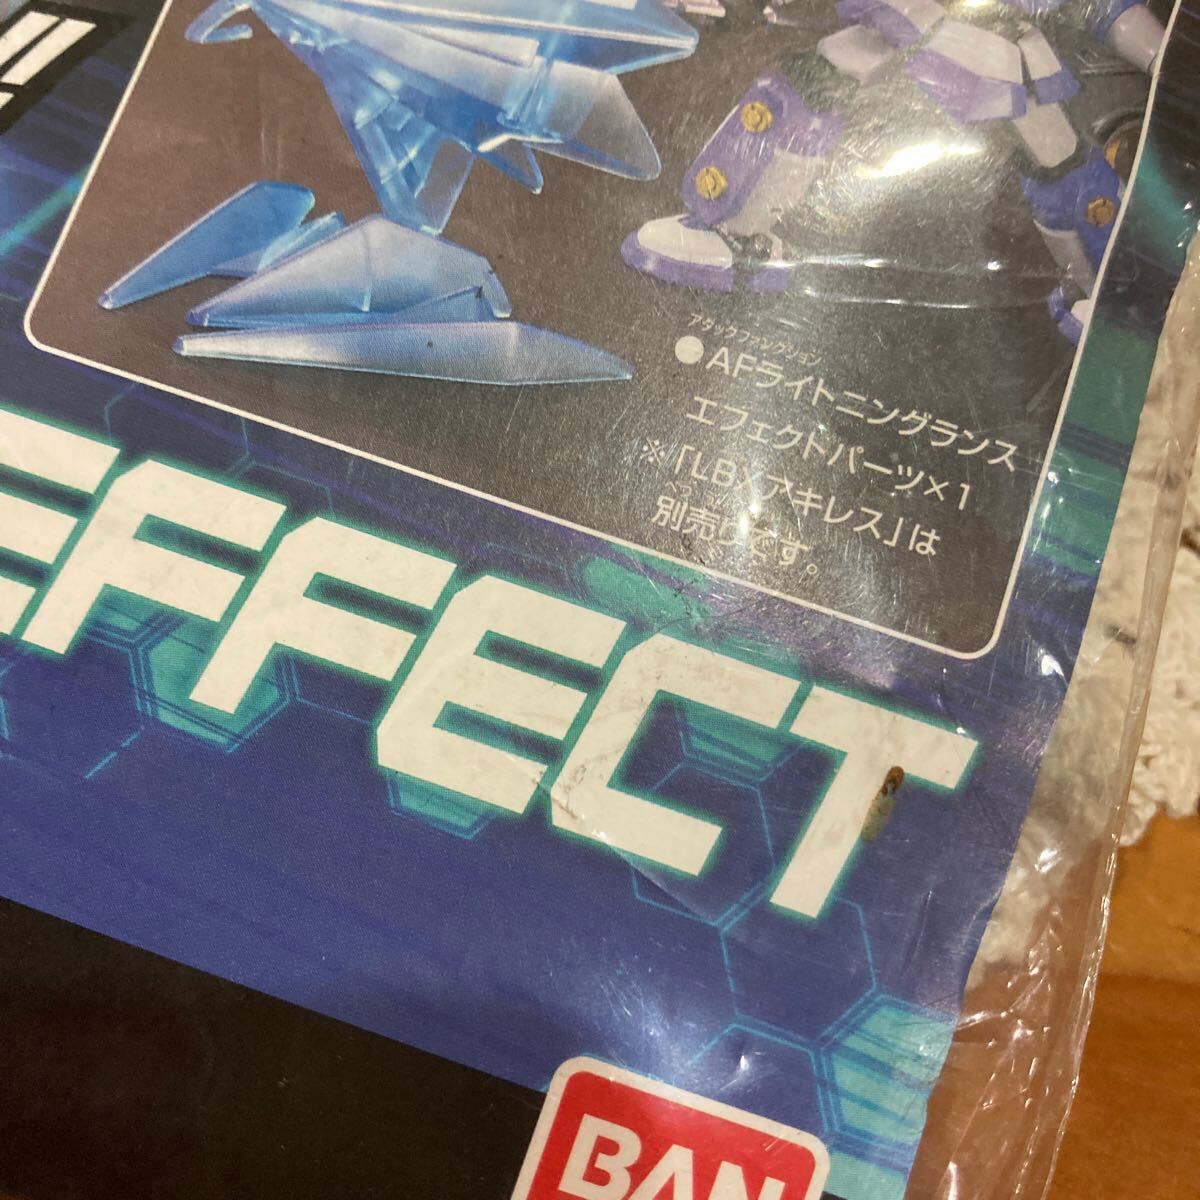 !!
アタックファンクション
●AFライトニングランス
エフェクトパーツ×1
※「LBXアキレス」は
べつ
別売りです。
EFFECT
BAN